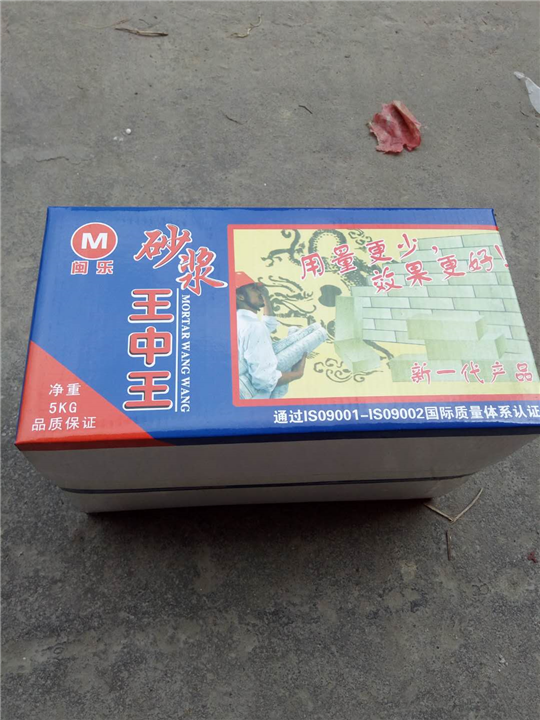 M
闽乐
砂浆
王中王
MORTAR WANG WANG
净重
5KG
品质保证
用量更少,
效果更好!
新一代产品
通过IS09001-IS09002国际质量体系认证